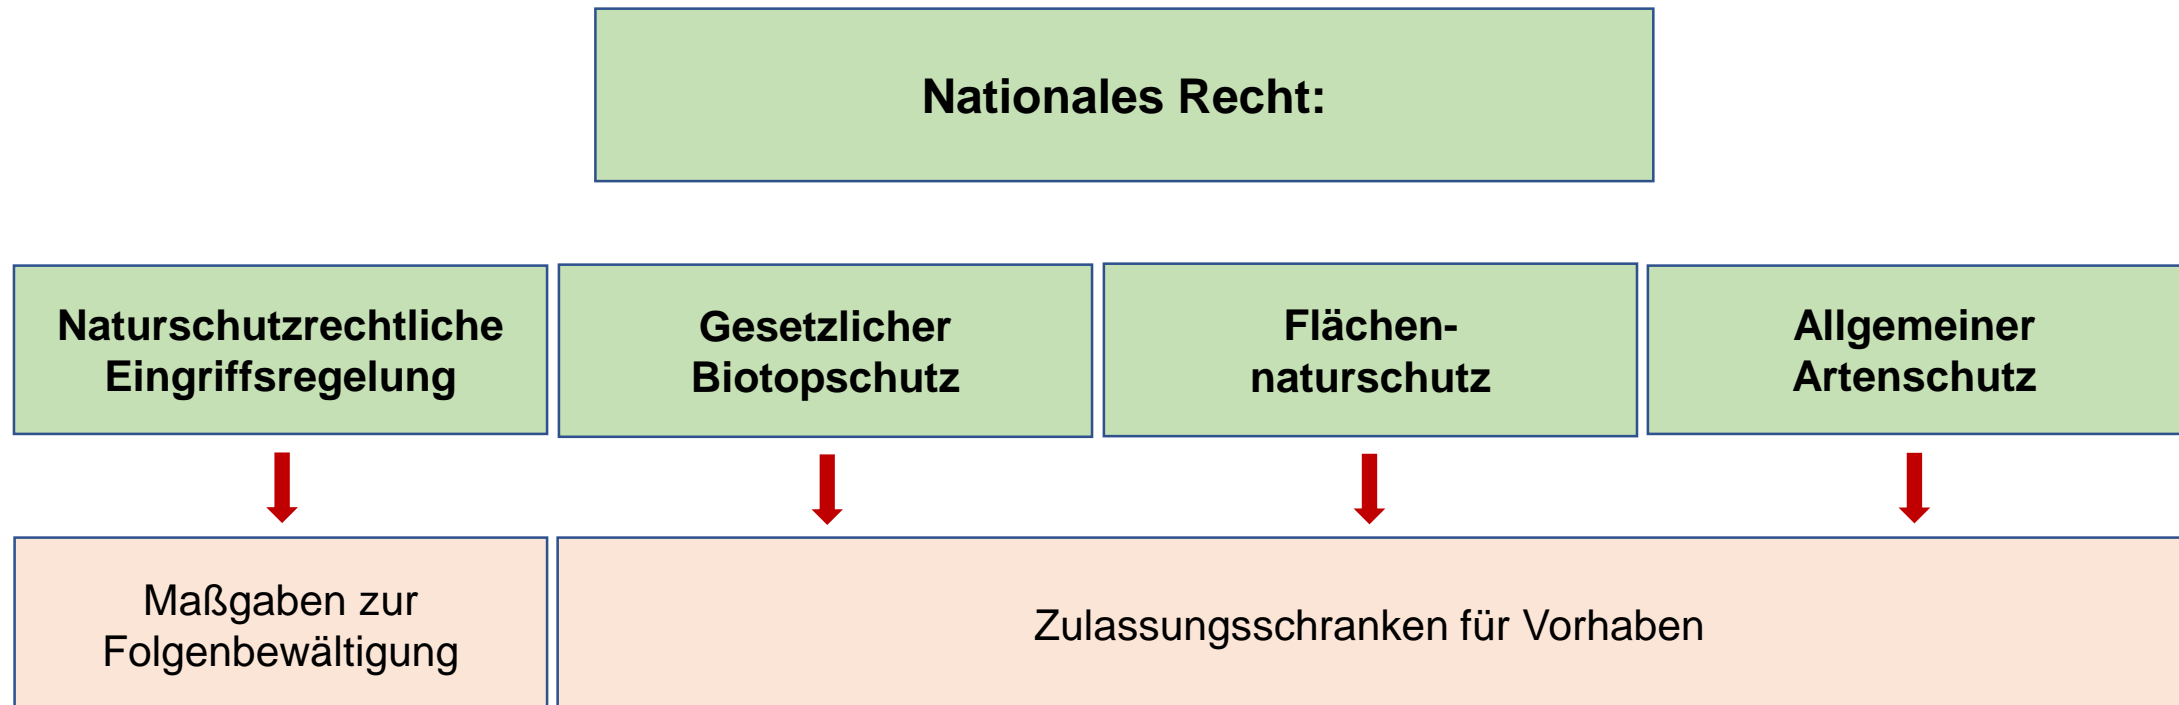 Nationales Recht:
Naturschutzrechtliche
Eingriffsregelung
Gesetzlicher
Biotopschutz
Flächen-
naturschutz
Allgemeiner
Artenschutz
Maßgaben zur
Folgenbewältigung
Zulassungsschranken für Vorhaben